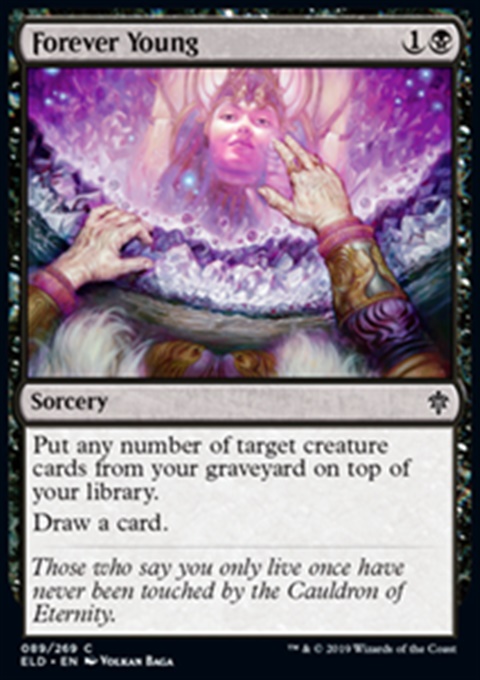 Forever Young 1
Sorcery
Put any number of target creature
cards from your graveyard on top of
your library.
Draw a card.
Those who say you only live once have
never been touched by the Cauldron of
Eternity.
089/269 C
ELD • EN Volkan Baga
™ & © 2019 Wizards of the Coast